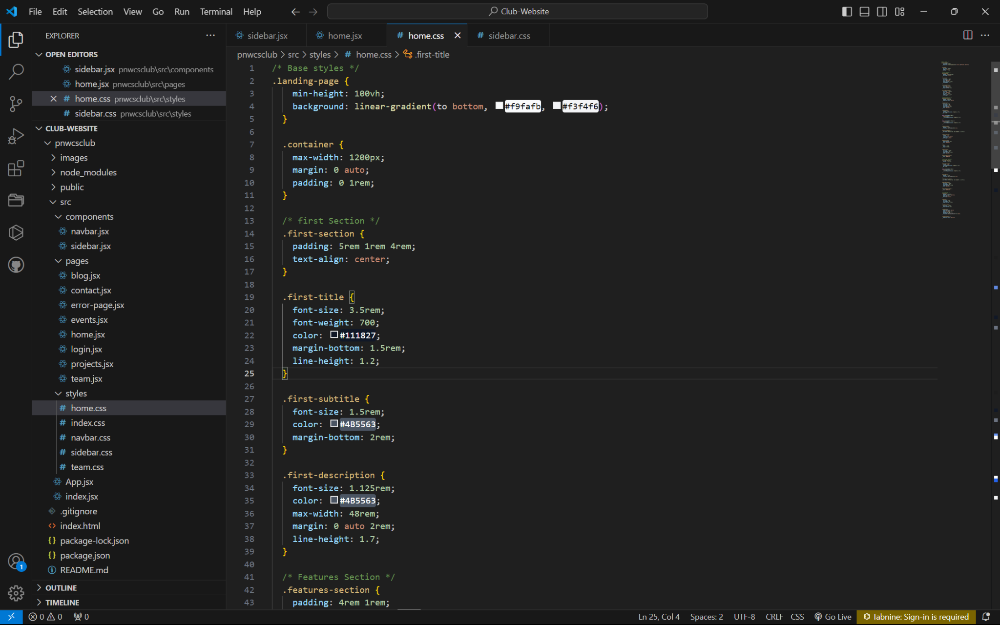 File Edit Selection View Go Run Terminal Help
Club-Website
EXPLORER
OPEN EDITORS
sidebar.jsx pnwcsclub\src\components
home.jsx pnwcsclub\src\pages
home.css pnwcsclub\src\styles
sidebar.css pnwcsclub\src\styles
CLUB-WEBSITE
pnwcsclub
images
node_modules
public
src
components
navbar.jsx
sidebar.jsx
pages
blog.jsx
contact.jsx
error-page.jsx
events.jsx
home.jsx
login.jsx
projects.jsx
team.jsx
styles
home.css
index.css
navbar.css
sidebar.css
team.css
App.jsx
index.jsx
.gitignore
index.html
package-lock.json
package.json
README.md
OUTLINE
TIMELINE
1
sidebar.jsx home.jsx # home.css # sidebar.css
pnwcsclub > src > styles > # home.css > .first-title
1 /* Base styles */
2 .landing-page {
3 min-height: 100vh;
4 background: linear-gradient(to bottom, #f9fafb, #f3f4f6);
5 }
6
7 .container {
8 max-width: 1200px;
9 margin: 0 auto;
10 padding: 0 1rem;
11 }
12
13 /* first Section */
14 .first-section {
15 padding: 5rem 1rem 4rem;
16 text-align: center;
17 }
18
19 .first-title {
20 font-size: 3.5rem;
21 font-weight: 700;
22 color: #111827;
23 margin-bottom: 1.5rem;
24 line-height: 1.2;
25 }
26
27 .first-subtitle {
28 font-size: 1.5rem;
29 color: #4B5563;
30 margin-bottom: 2rem;
31 }
32
33 .first-description {
34 font-size: 1.125rem;
35 color: #4B5563;
36 max-width: 48rem;
37 margin: 0 auto 2rem;
38 line-height: 1.7;
39 }
40
41 /* Features Section */
42 .features-section {
43 padding: 4rem 1rem;
0 0 0 Ln 25, Col 4 Spaces: 2 UTF-8 CRLF CSS Go Live Tabnine: Sign-in is required